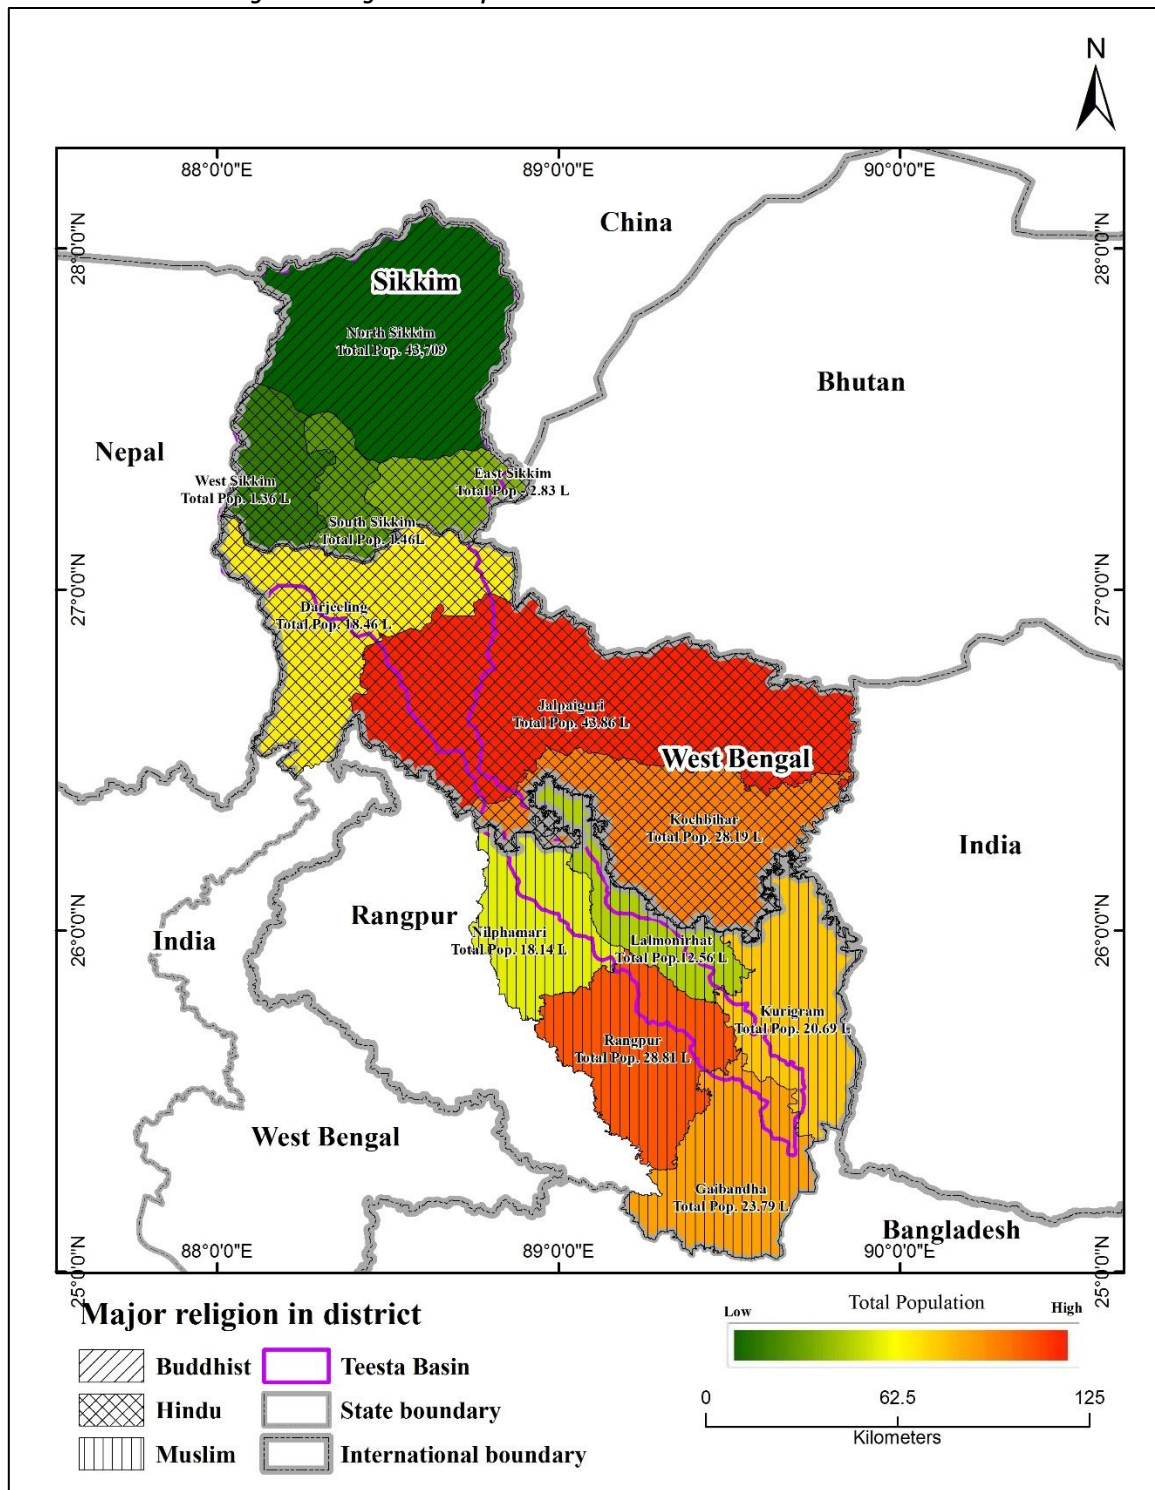 N
88°0'0"E
89°0'0"E
90°0'0"E
28°0'0"N
28°0'0"N
China
Sikkim
North Sikkim
Total Pop. 43,709
Bhutan
Nepal
West Sikkim
Total Pop. 1.36 L
East Sikkim
Total Pop - 2.83 L
South Sikkim
Total Pop. 1.46L
27°0'0"N
27°0'0"N
Darjeeling
Total Pop. 18.46 L
Jalpaiguri
Total Pop. 43.86 L
West Bengal
Kochbihar
Total Pop. 28.19 L
India
Rangpur
India
26°0'0"N
26°0'0"N
Nilphamari
Total Pop. 18.14 L
Lalmonirhat
Total Pop.12.56 L
Kurigram
Total Pop. 20.69 L
Rangpur
Total Pop. 28.81 L
West Bengal
Gaibandha
Total Pop. 23.79 L
Bangladesh
88°0'0"E
89°0'0"E
90°0'0"E
25°0'0"N
25°0'0"N
Major religion in district
Buddhist
Hindu
Muslim
Teesta Basin
State boundary
International boundary
Total Population
Low
High
0
62.5
125
Kilometers